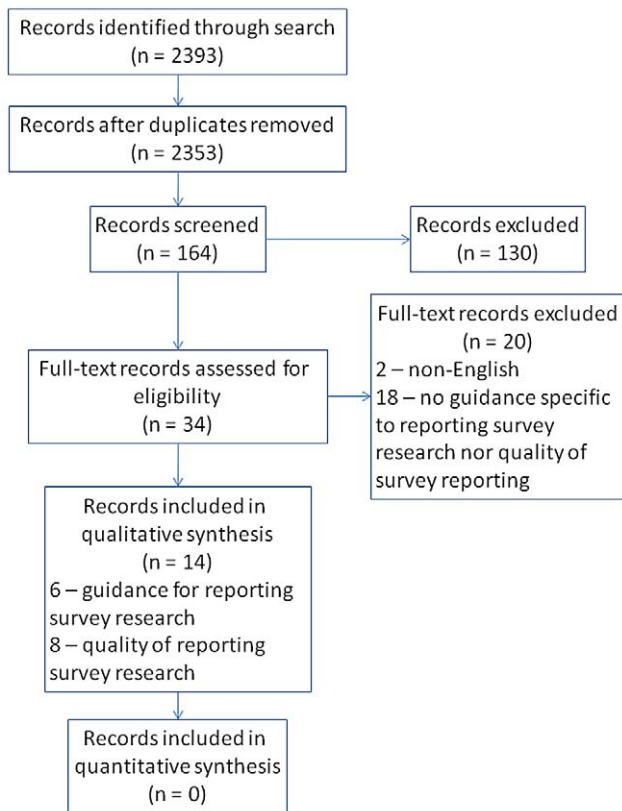 Records identified through search
(n = 2393)
Records after duplicates removed
(n = 2353)
Records screened
(n = 164)
Records excluded
(n = 130)
Full-text records excluded
(n = 20)
2 – non-English
18 – no guidance specific
to reporting survey
research nor quality of
survey reporting
Full-text records assessed for
eligibility
(n = 34)
Records included in
qualitative synthesis
(n = 14)
6 – guidance for reporting
survey research
8 – quality of reporting
survey research
Records included in
quantitative synthesis
(n = 0)